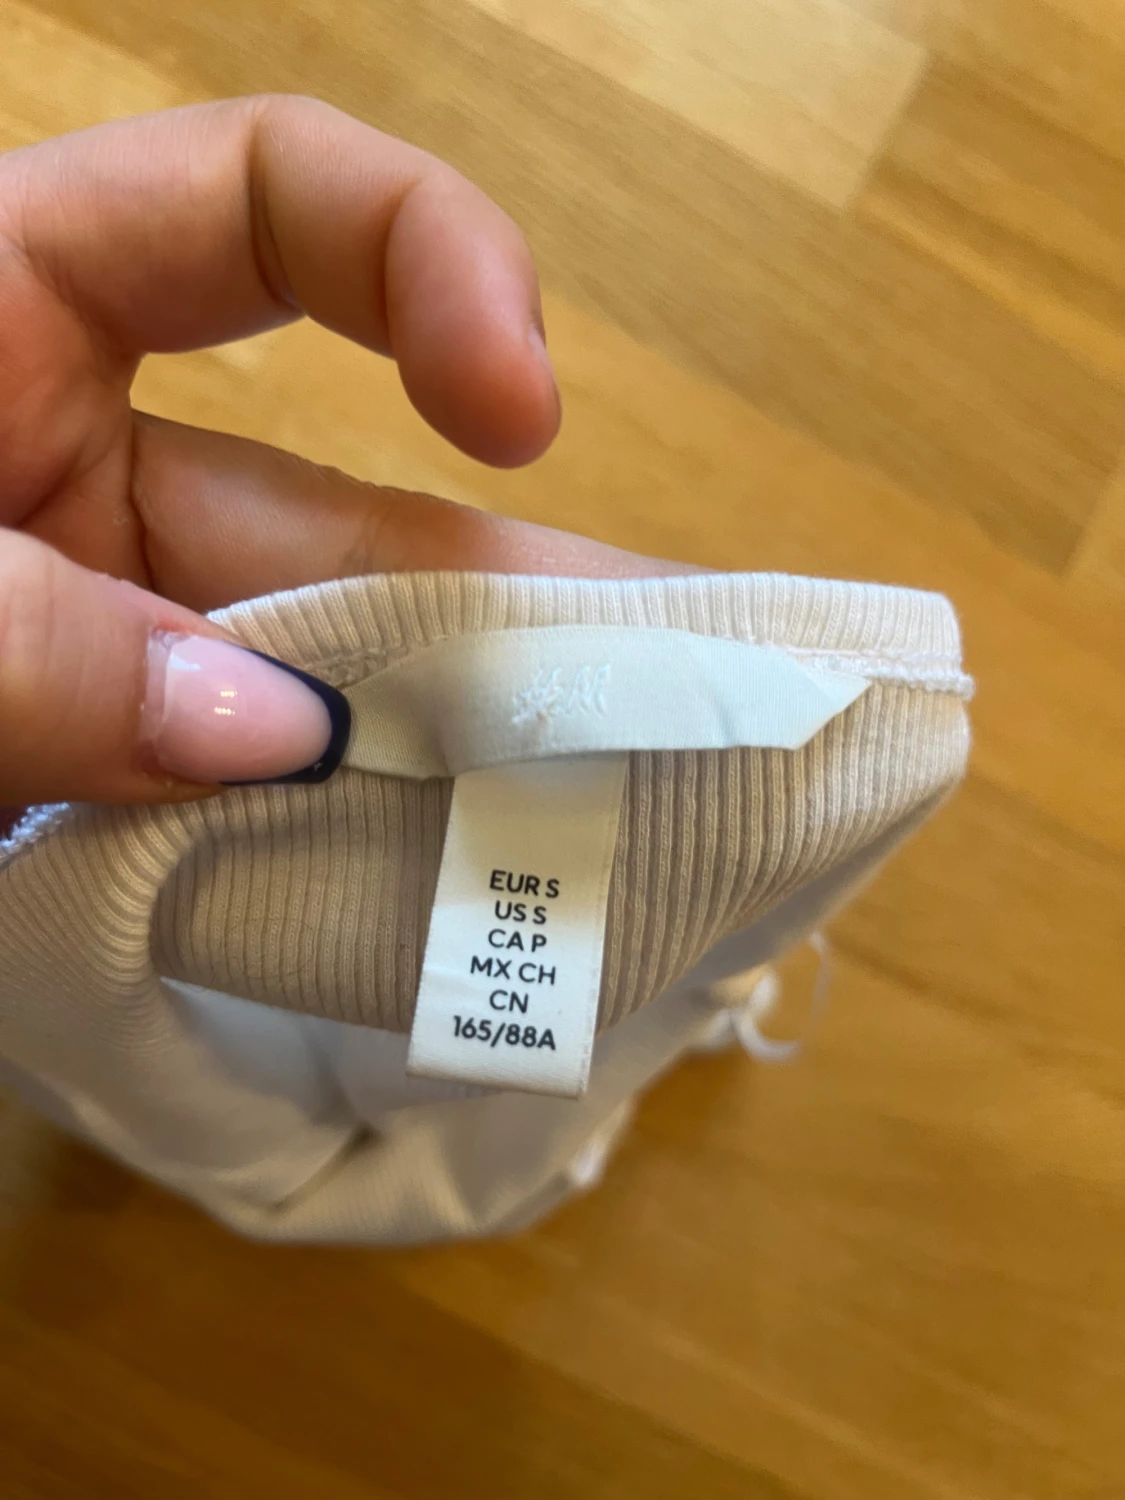 H&M
EUR S
US S
CA P
MX CH
CN
165/88A